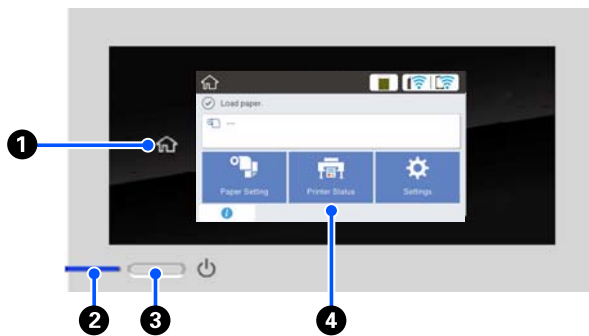 Load paper.
---
1
Paper Setting
Printer Status
Settings
i
2
3
4